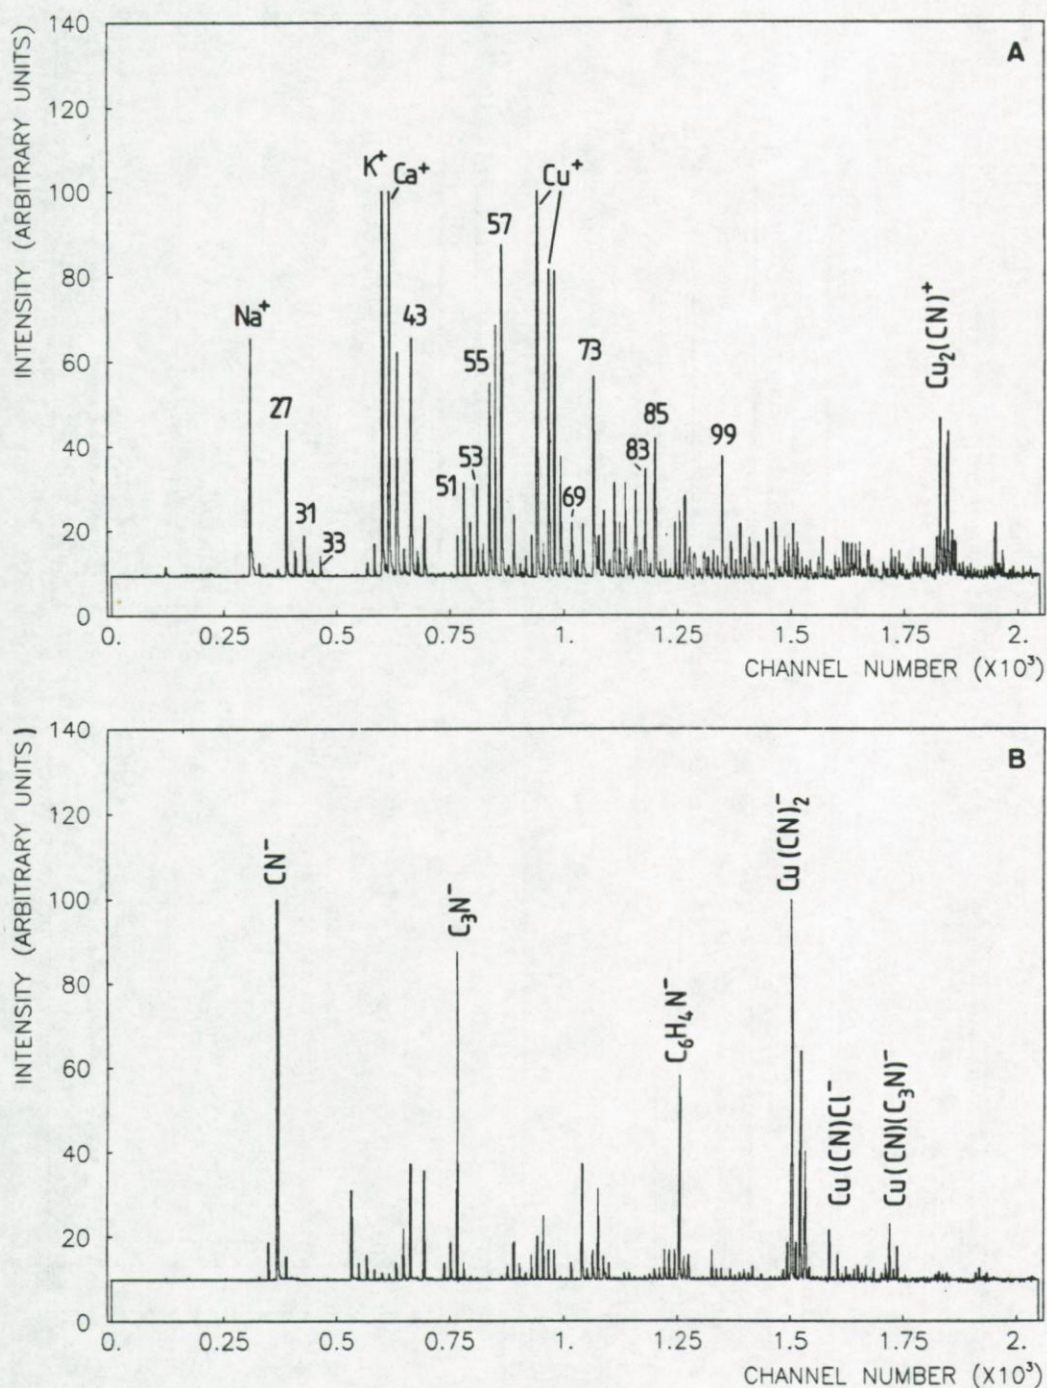 A
INTENSITY (ARBITRARY UNITS)
140
120
100
80
60
40
20
0
Na⁺
27
31
33
K⁺
Ca⁺
43
51
53
55
57
Cu⁺
69
73
83
85
99
Cu₂(CN)⁺
0. 0.25 0.5 0.75 1. 1.25 1.5 1.75 2.
CHANNEL NUMBER (X10³)
B
INTENSITY (ARBITRARY UNITS)
140
120
100
80
60
40
20
0
CN⁻
C₃N⁻
C₆H₄N⁻
Cu(CN)₂⁻
Cu(CN)Cl⁻
Cu(CN)(C₃N)⁻
0. 0.25 0.5 0.75 1. 1.25 1.5 1.75 2.
CHANNEL NUMBER (X10³)